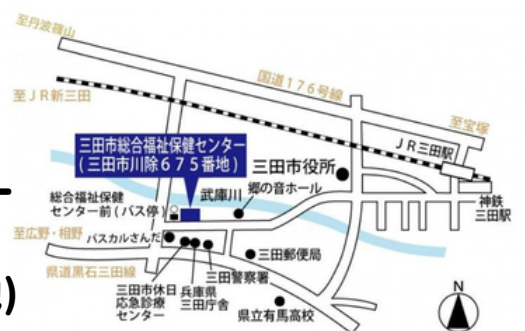 至丹波篠山
国道176号線
至JR新三田
至宝塚
JR三田駅
三田市総合福祉保健センター
(三田市川除675番地)
三田市役所
武庫川
郷の音ホール
総合福祉保健
センター前(バス停)
神鉄
三田駅
至広野・相野
パスカルさんだ
三田郵便局
県道黒石三田線
三田警察署
三田市休日
応急診療
センター
兵庫県
三田庁舎
県立有馬高校
N